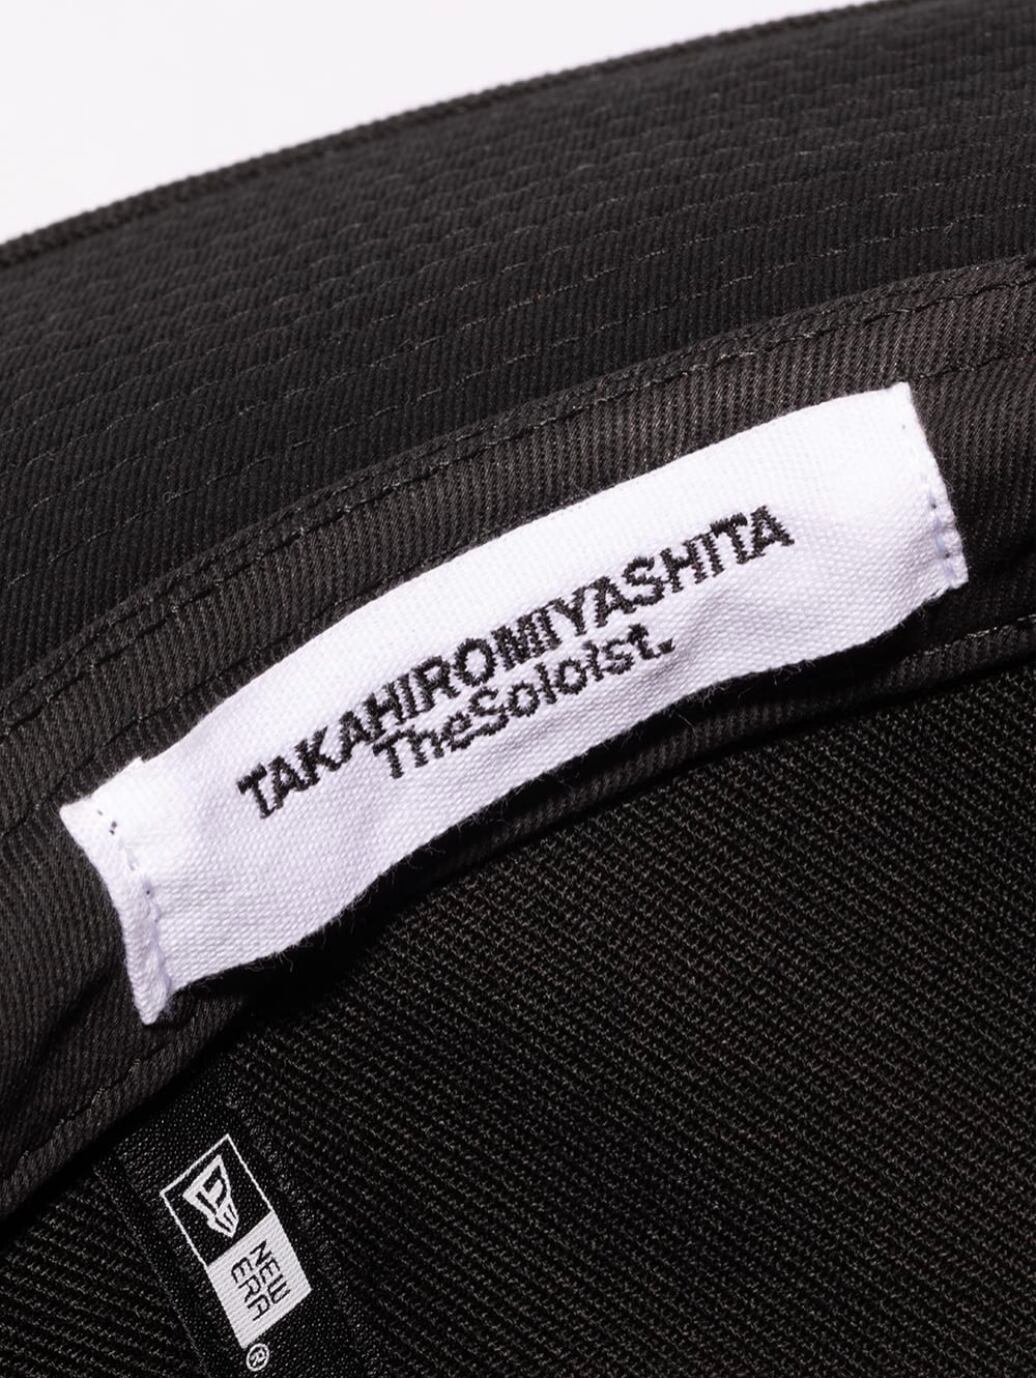 TAKAHIROMIYASHITA
TheSoloist.
NEW
ERA
®